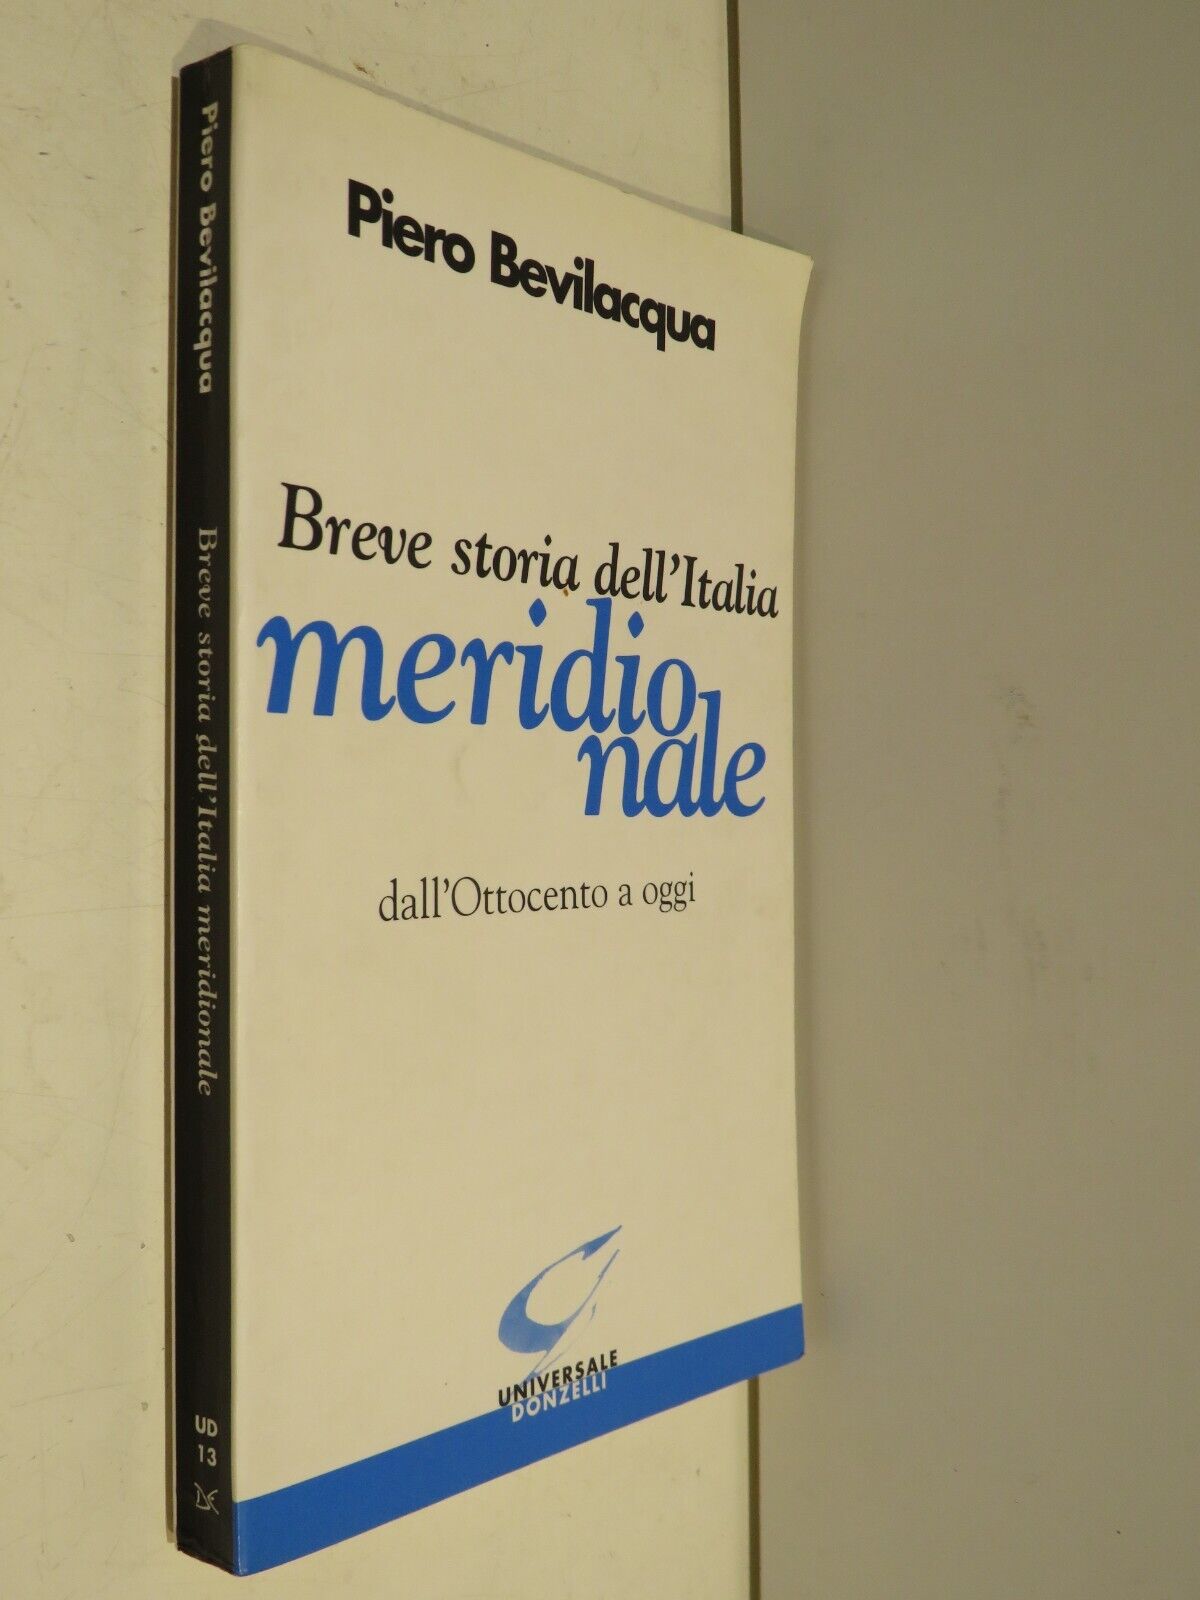 Piero Bevilacqua
Breve storia dell'Italia
meridio
nale
dall'Ottocento a oggi
UNIVERSALE
DONZELLI
Piero Bevilacqua
Breve storia dell'Italia meridionale
UD
13